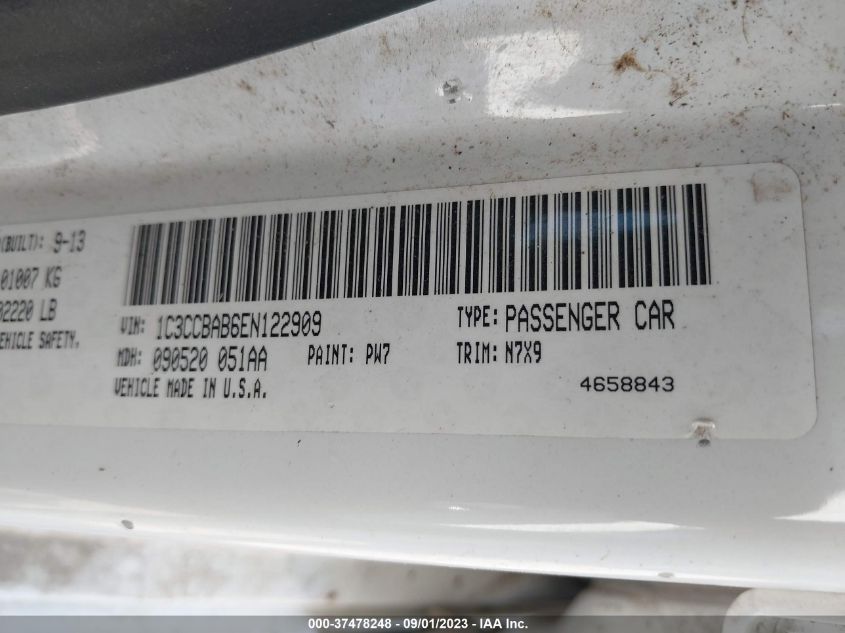 (BUILT): 9-13
01007 KG
02220 LB
VEHICLE SAFETY.
VIN: 1C3CCBAB6EN122909
TYPE: PASSENGER CAR
MDH: 090520 051AA
PAINT: PW7
TRIM: N7X9
VEHICLE MADE IN U.S.A.
4658843
000-37478248 - 09/01/2023 - IAA Inc.